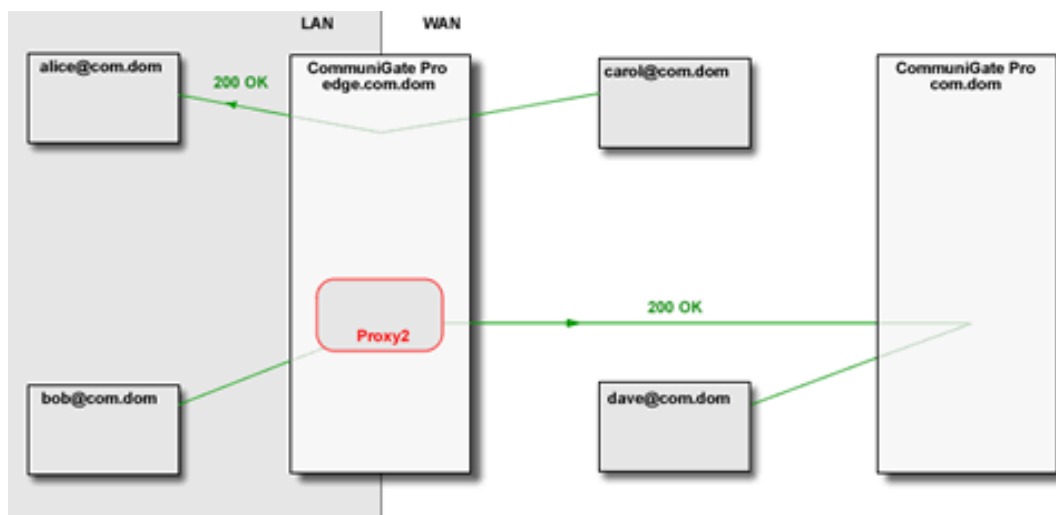 LAN
WAN
alice@com.dom
200 OK
CommuniGate Pro
edge.com.dom
carol@com.dom
CommuniGate Pro
com.dom
200 OK
Proxy2
bob@com.dom
dave@com.dom